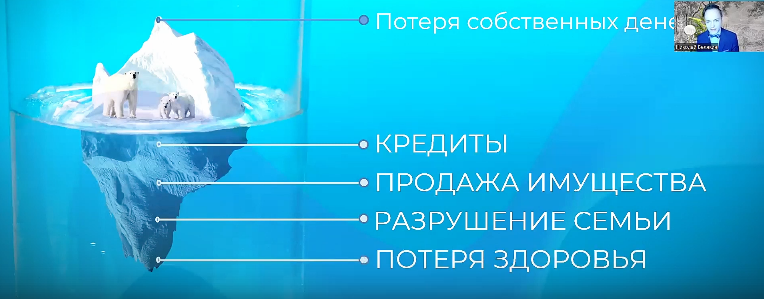 Потеря собственных
КРЕДИТЫ
ПРОДАЖА ИМУЩЕСТВА
РАЗРУШЕНИЕ СЕМЬИ
ПОТЕРЯ ЗДОРОВЬЯ